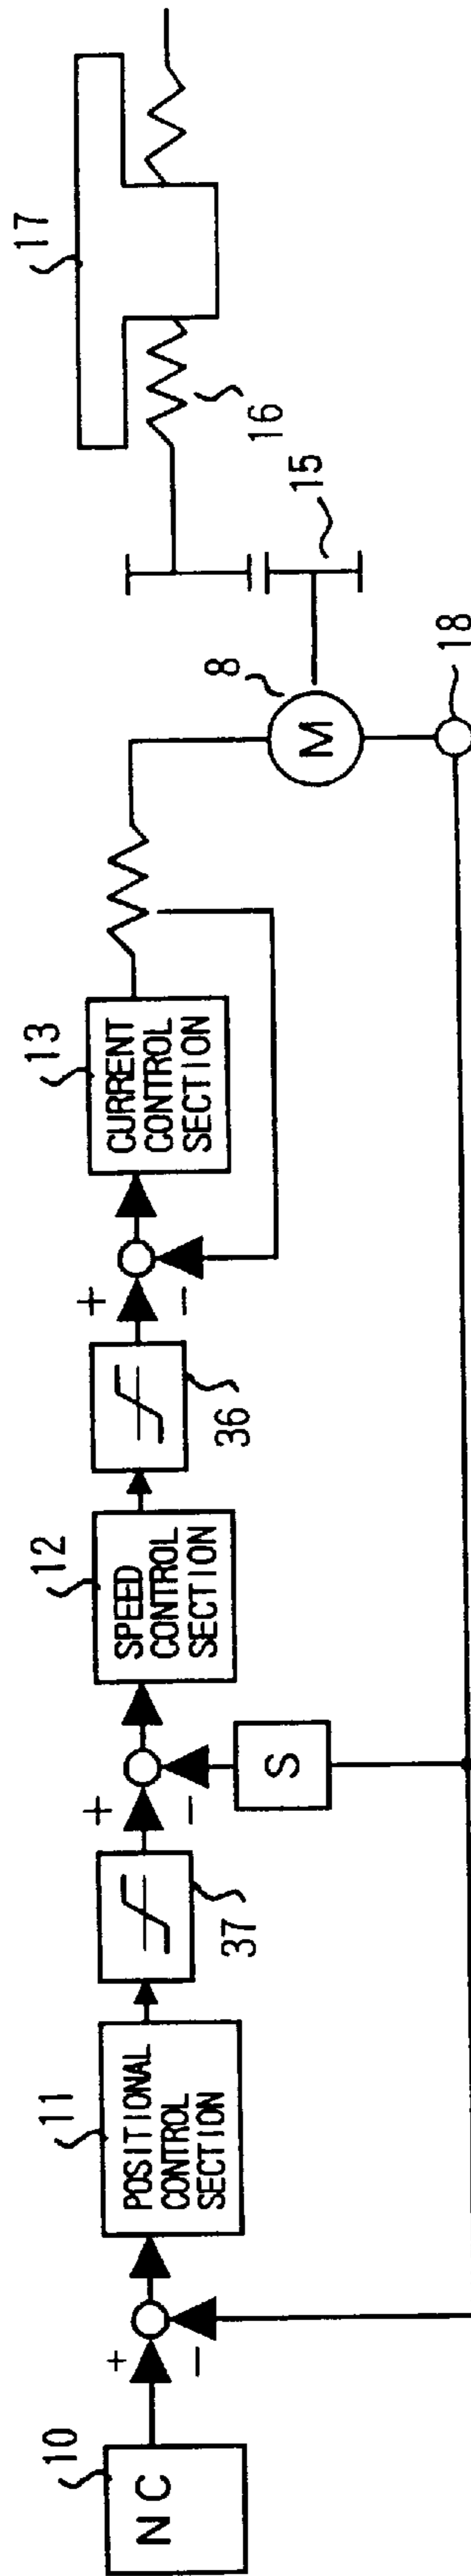 10
NC
+
−
11
POSITIONAL
CONTROL
SECTION
37
+
−
S
12
SPEED
CONTROL
SECTION
36
+
−
13
CURRENT
CONTROL
SECTION
8
M
18
15
16
17